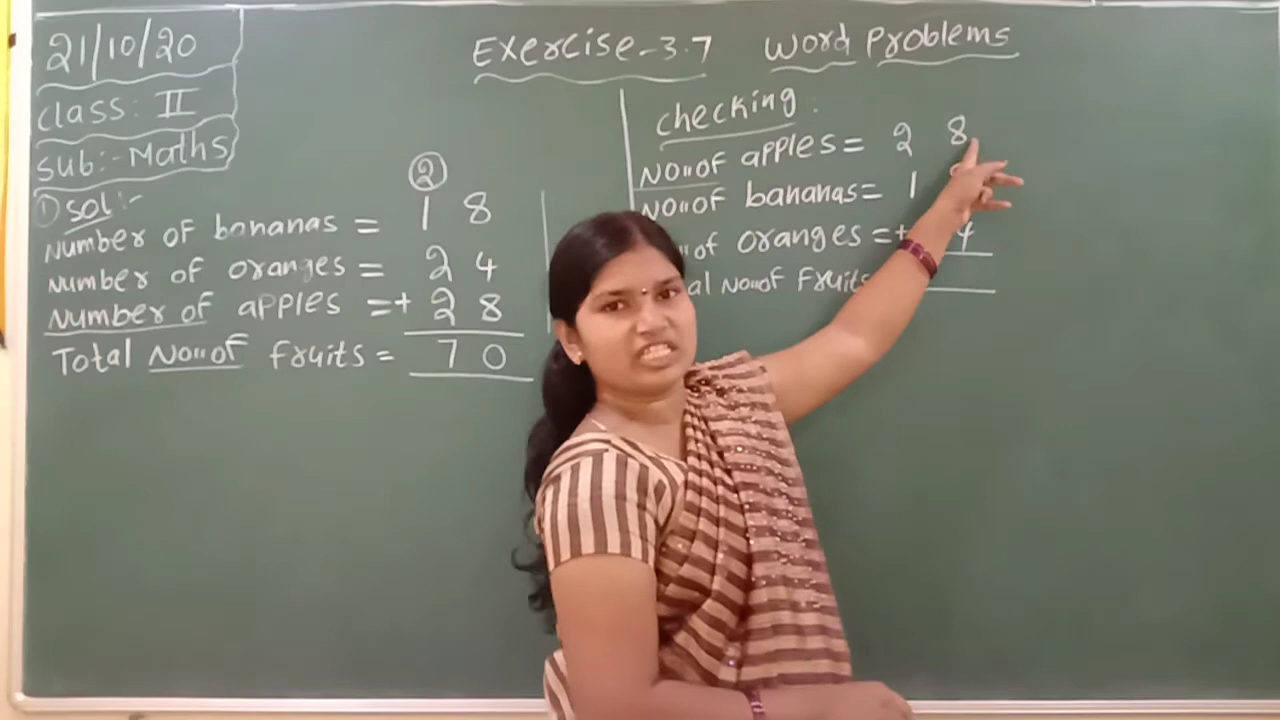 21/10/20
class: II
sub:- Maths
Exercise-3.7 Word Problems
① Sol:-
②
Number of bananas = 1 8
Number of oranges = 2 4
Number of apples =+ 2 8
Total No" of fruits = 7 0
checking:
No" of apples = 2 8
No" of bananas = 1
of oranges =+ 4
No" of Fruits